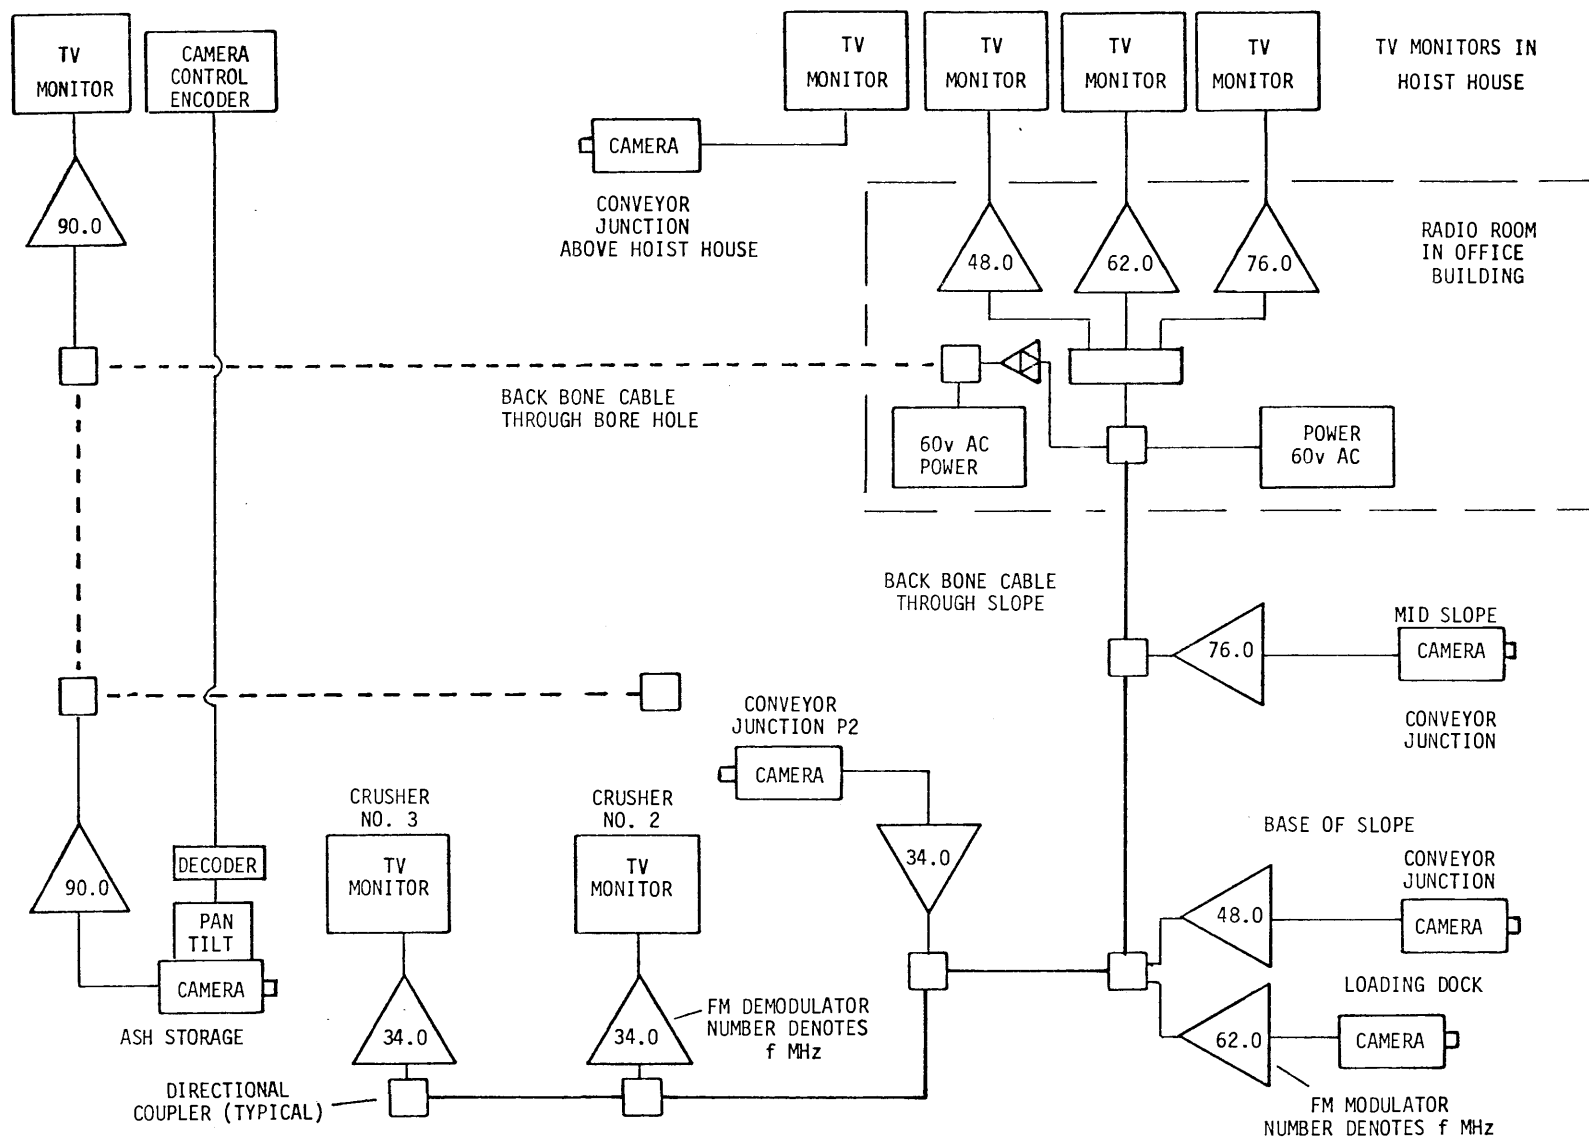 TV
MONITOR
CAMERA
CONTROL
ENCODER
TV
MONITOR
TV
MONITOR
TV
MONITOR
TV
MONITOR
TV MONITORS IN
HOIST HOUSE
CAMERA
CONVEYOR
JUNCTION
ABOVE HOIST HOUSE
90.0
48.0
62.0
76.0
RADIO ROOM
IN OFFICE
BUILDING
BACK BONE CABLE
THROUGH BORE HOLE
60v AC
POWER
POWER
60v AC
BACK BONE CABLE
THROUGH SLOPE
76.0
MID SLOPE
CAMERA
CONVEYOR
JUNCTION
CONVEYOR
JUNCTION P2
CAMERA
34.0
CRUSHER
NO. 3
TV
MONITOR
CRUSHER
NO. 2
TV
MONITOR
BASE OF SLOPE
CONVEYOR
JUNCTION
48.0
CAMERA
LOADING DOCK
62.0
CAMERA
90.0
DECODER
PAN
TILT
CAMERA
ASH STORAGE
34.0
34.0
FM DEMODULATOR
NUMBER DENOTES
f MHz
DIRECTIONAL
COUPLER (TYPICAL)
FM MODULATOR
NUMBER DENOTES f MHz